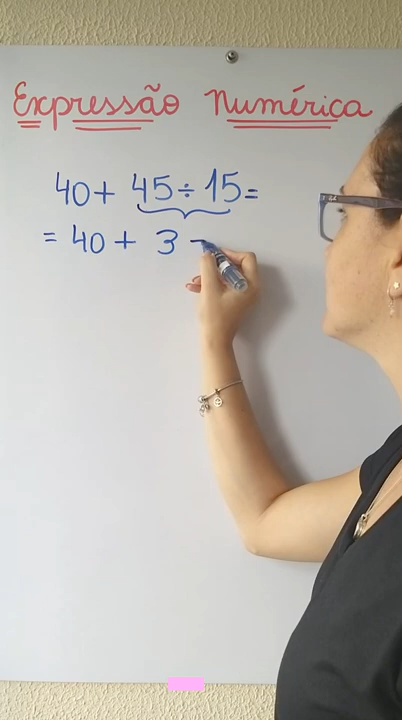 Expressão Numérica
40 + 45 ÷ 15 =
= 40 + 3